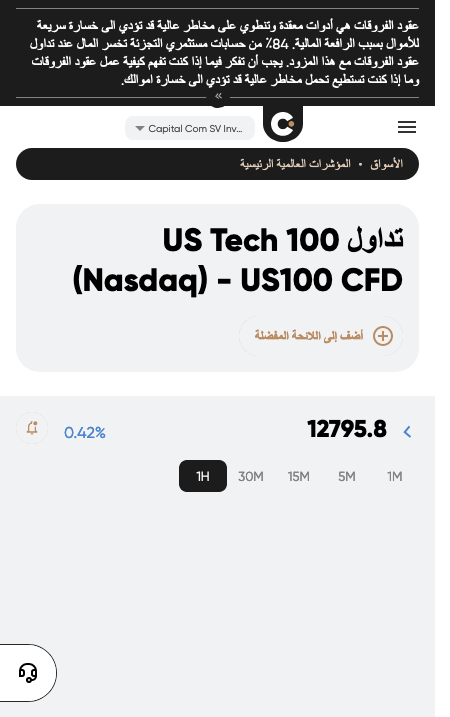 عقود الفروقات هي أدوات معقدة وتنطوي على مخاطر عالية قد تؤدي الى خسارة سريعة
للأموال بسبب الرافعة المالية. 84٪ من حسابات مستثمري التجزئة تخسر المال عند تداول
عقود الفروقات مع هذا المزود. يجب أن تفكر فيما إذا كنت تفهم كيفية عمل عقود الفروقات
وما إذا كنت تستطيع تحمل مخاطر عالية قد تؤدي الى خسارة اموالك.
Capital Com SV Inv...
الأسواق • المؤشرات العالمية الرئيسية
تداول US Tech 100
(Nasdaq) - US100 CFD
أضف إلى اللائحة المفضلة
12795.8
0.42%
1H 30M 15M 5M 1M